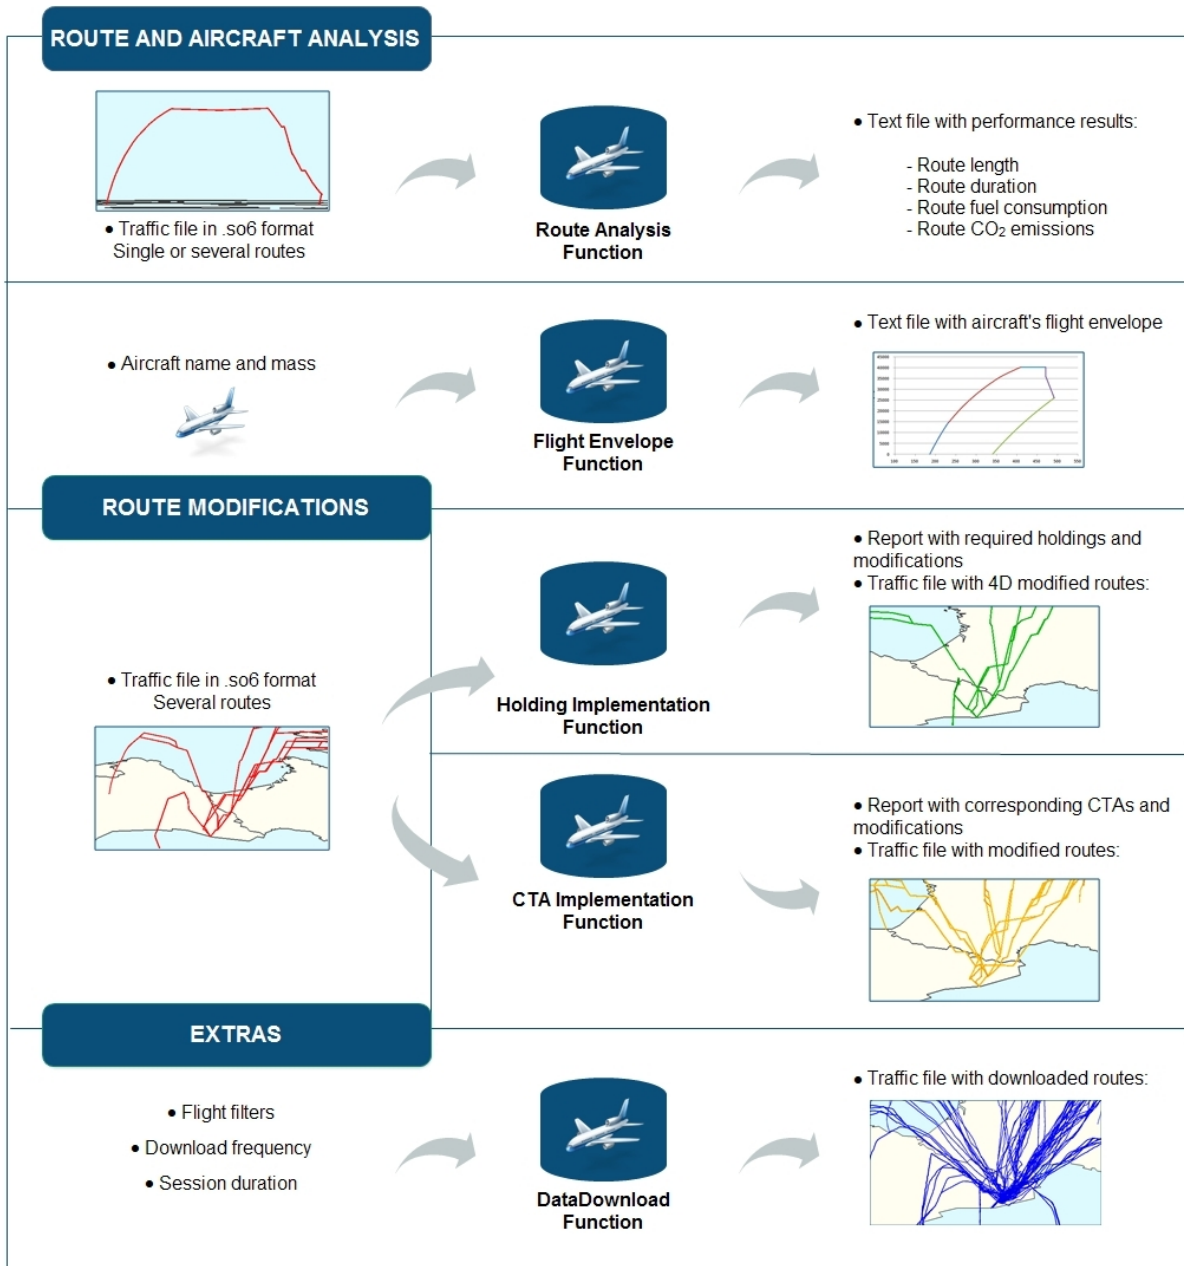 ROUTE AND AIRCRAFT ANALYSIS
● Traffic file in .so6 format
Single or several routes
Route Analysis
Function
● Text file with performance results:
- Route length
- Route duration
- Route fuel consumption
- Route CO₂ emissions
● Aircraft name and mass
Flight Envelope
Function
● Text file with aircraft's flight envelope
ROUTE MODIFICATIONS
● Traffic file in .so6 format
Several routes
Holding Implementation
Function
● Report with required holdings and
modifications
● Traffic file with 4D modified routes:
CTA Implementation
Function
● Report with corresponding CTAs and
modifications
● Traffic file with modified routes:
EXTRAS
● Flight filters
● Download frequency
● Session duration
DataDownload
Function
● Traffic file with downloaded routes: